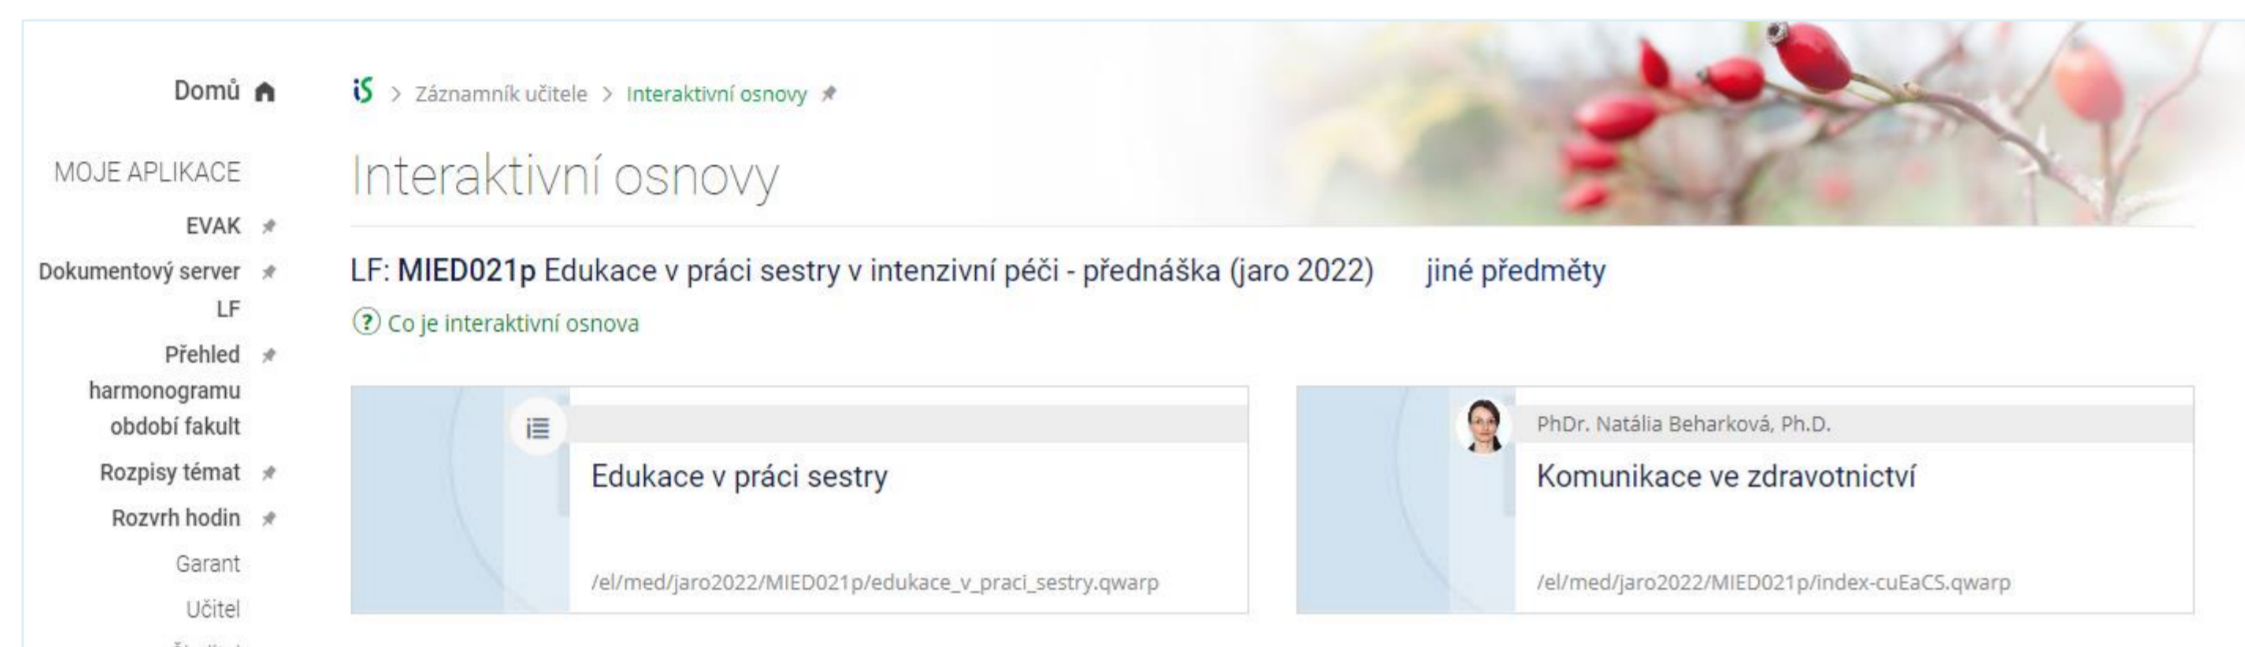 Domů
MOJE APLIKACE
EVAK
Dokumentový server
LF
Přehled
harmonogramu
období fakult
Rozpisy témat
Rozvrh hodin
Garant
Učitel
iS > Záznamník učitele > Interaktivní osnovy
Interaktivní osnovy
LF: MIED021p Edukace v práci sestry v intenzivní péči - přednáška (jaro 2022) jiné předměty
? Co je interaktivní osnova
Edukace v práci sestry
/el/med/jaro2022/MIED021p/edukace_v_praci_sestry.qwarp
PhDr. Natália Beharková, Ph.D.
Komunikace ve zdravotnictví
/el/med/jaro2022/MIED021p/index-cuEaCS.qwarp